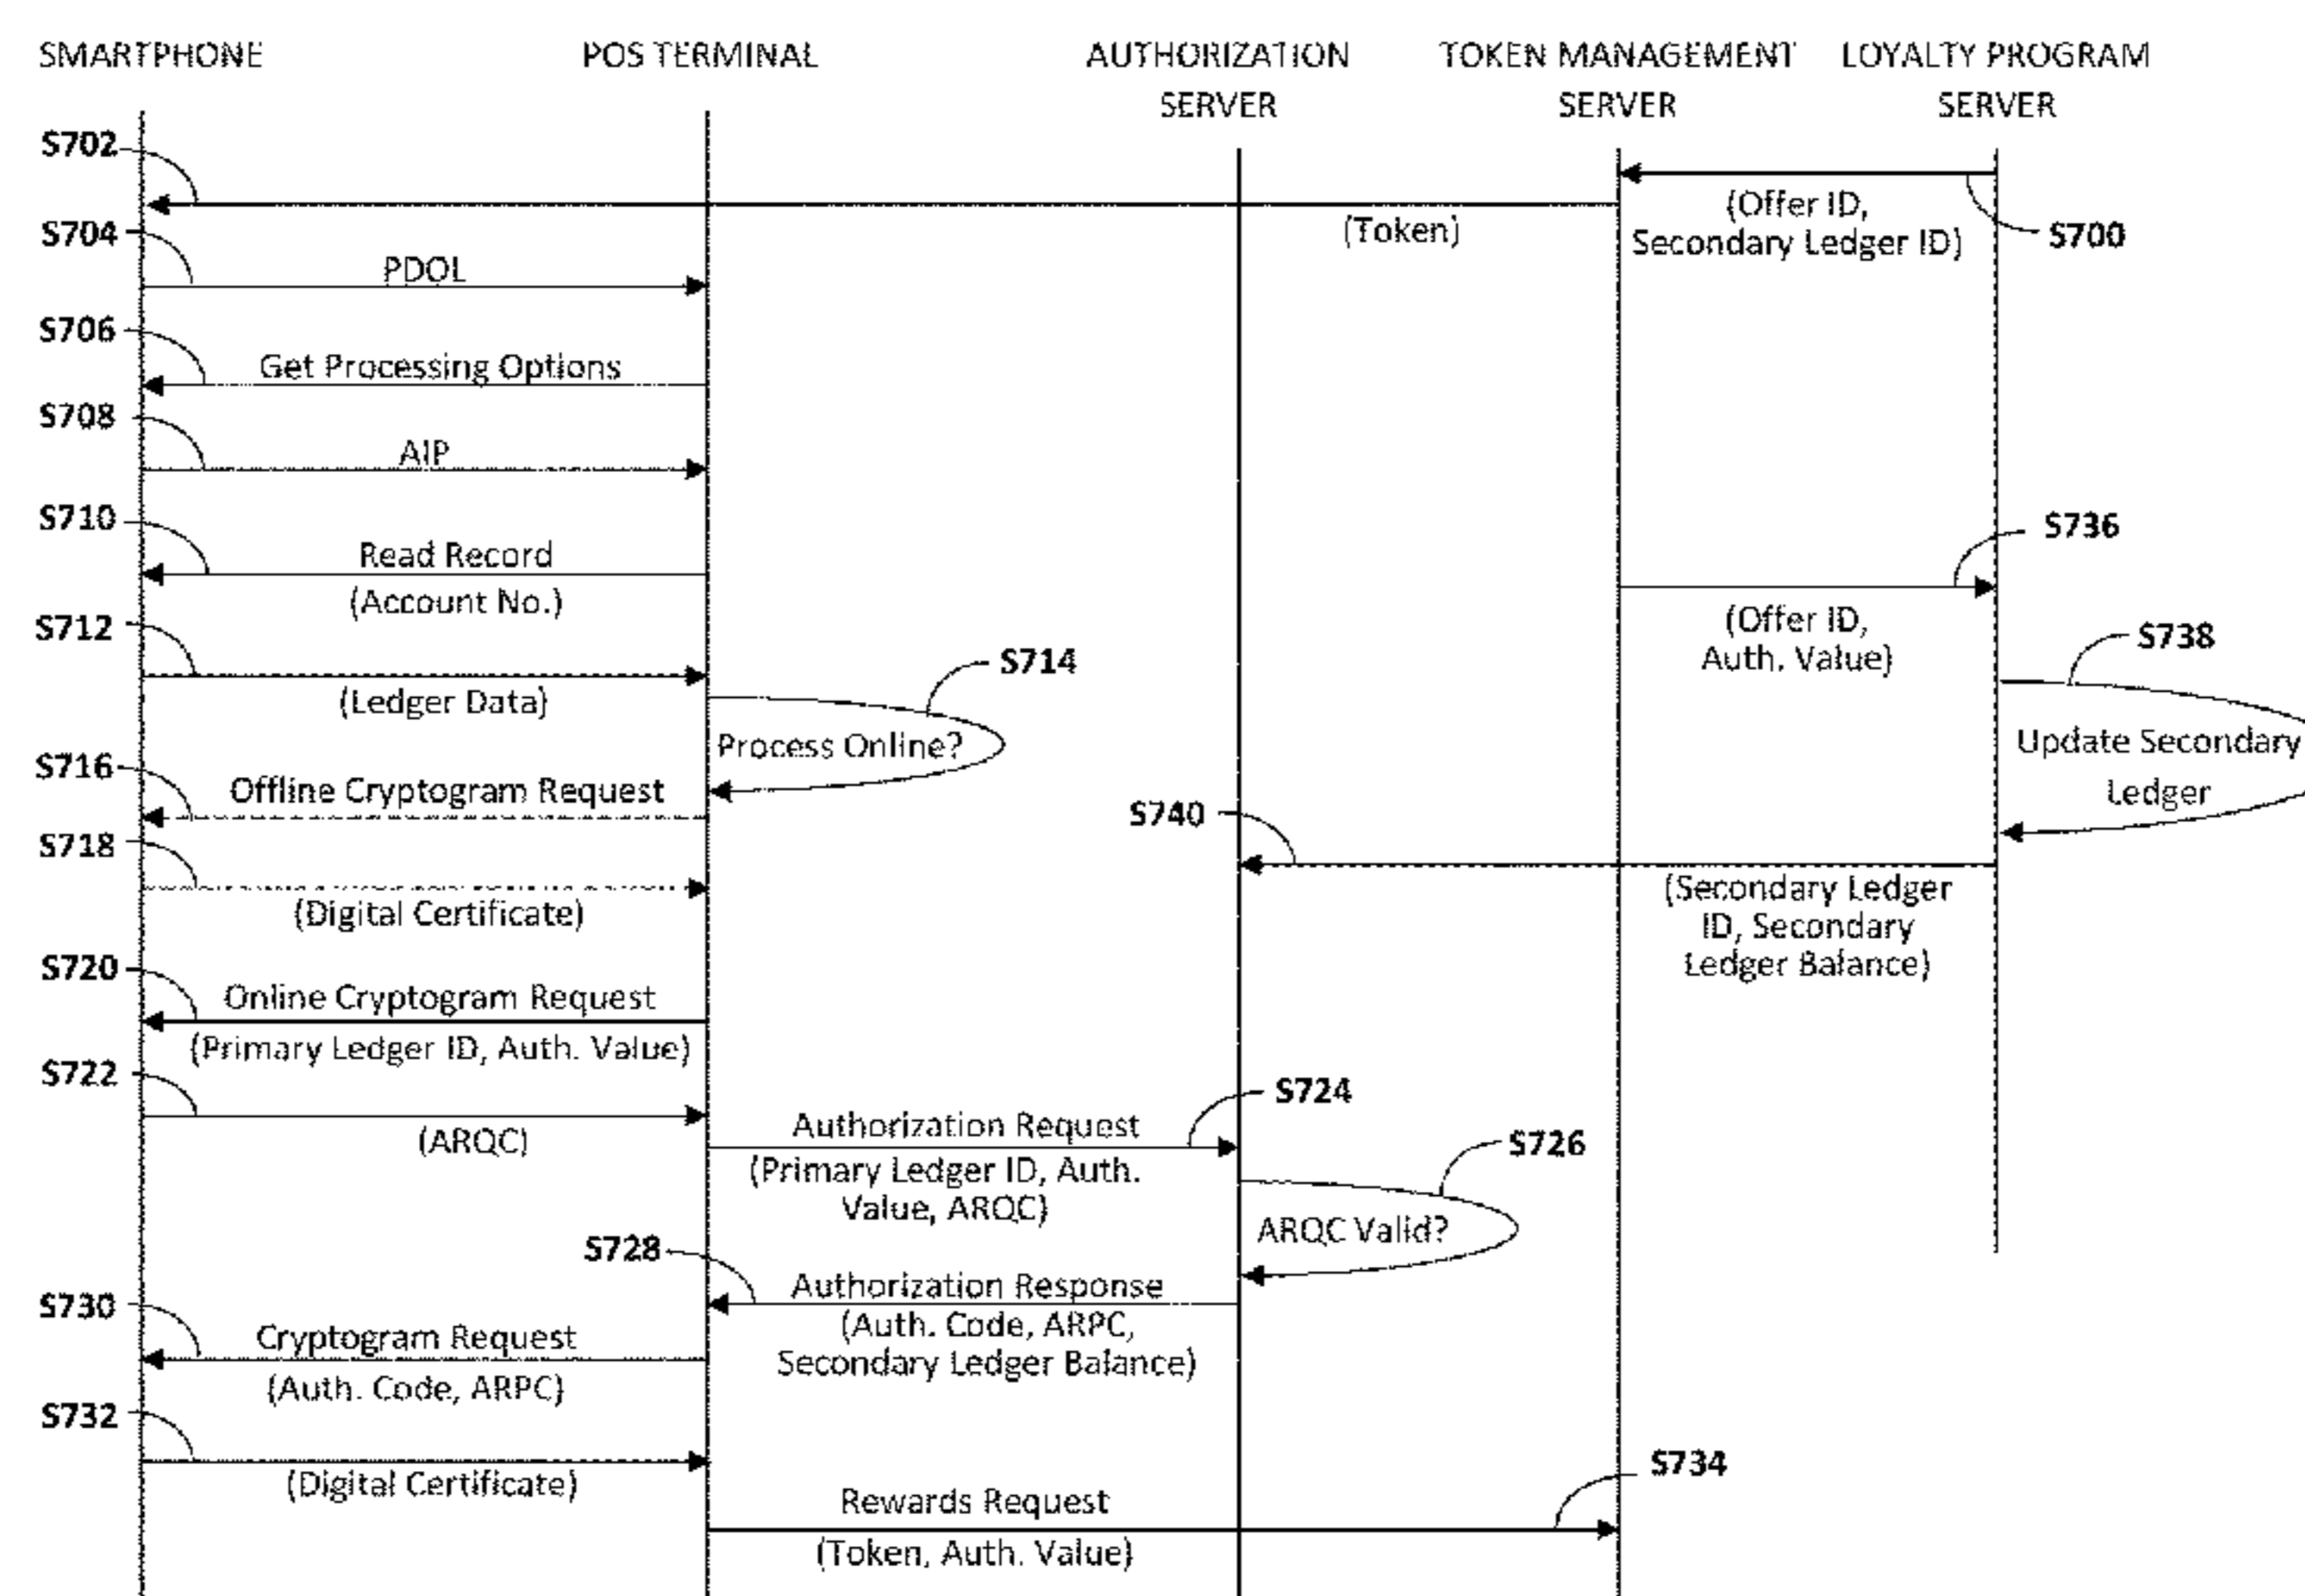 SMARTPHONE
POS TERMINAL
AUTHORIZATION
SERVER
TOKEN MANAGEMENT
SERVER
LOYALTY PROGRAM
SERVER
S702
(Token)
(Offer ID,
Secondary Ledger ID)
S700
S704
PDOL
S706
Get Processing Options
S708
AIP
S710
Read Record
(Account No.)
S736
(Offer ID,
Auth. Value)
S712
(Ledger Data)
S714
Process Online?
S738
Update Secondary
Ledger
S716
Offline Cryptogram Request
S740
(Secondary Ledger
ID, Secondary
Ledger Balance)
S718
(Digital Certificate)
S720
Online Cryptogram Request
(Primary Ledger ID, Auth. Value)
S722
(ARQC)
S724
Authorization Request
(Primary Ledger ID, Auth.
Value, ARQC)
S726
ARQC Valid?
S728
Authorization Response
(Auth. Code, ARPC,
Secondary Ledger Balance)
S730
Cryptogram Request
(Auth. Code, ARPC)
S732
(Digital Certificate)
S734
Rewards Request
(Token, Auth. Value)